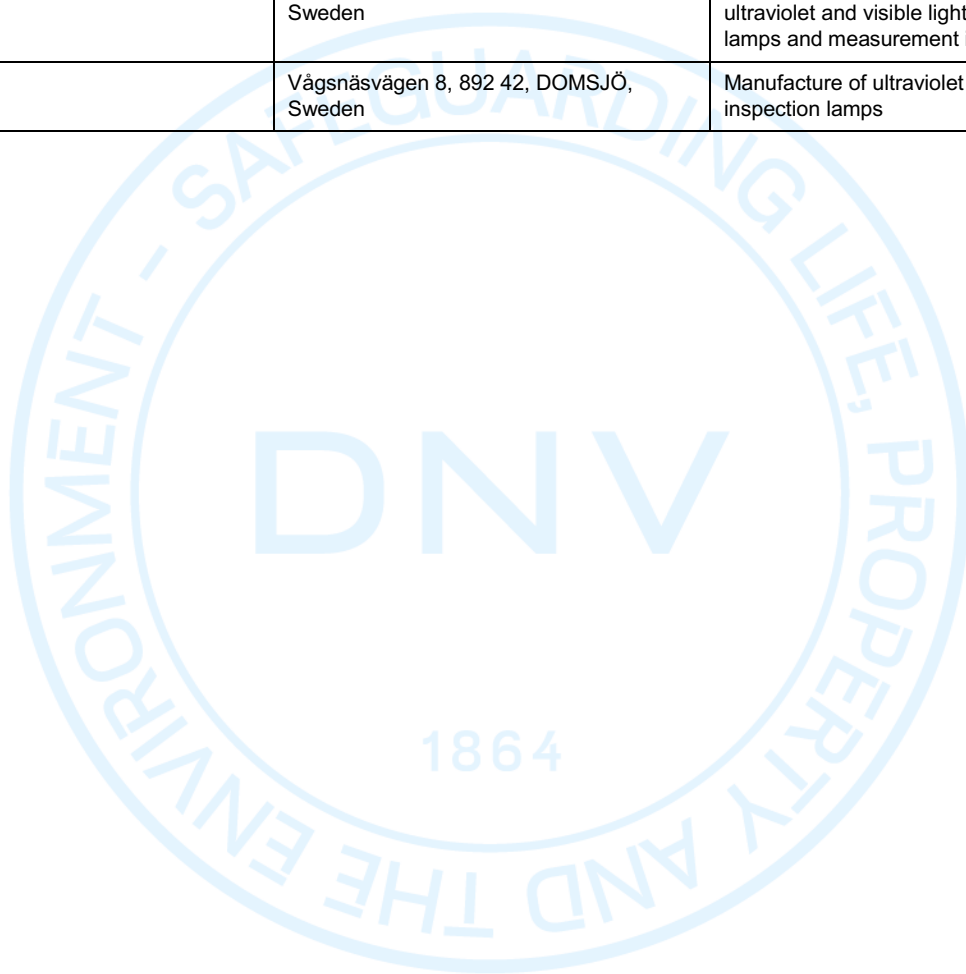 Sweden
ultraviolet and visible light
lamps and measurement
Vågsnäsvägen 8, 892 42, DOMSJÖ,
Sweden
Manufacture of ultraviolet
inspection lamps
SAFEGUARDING LIFE, PROPERTY AND THE ENVIRONMENT -
DNV
1864